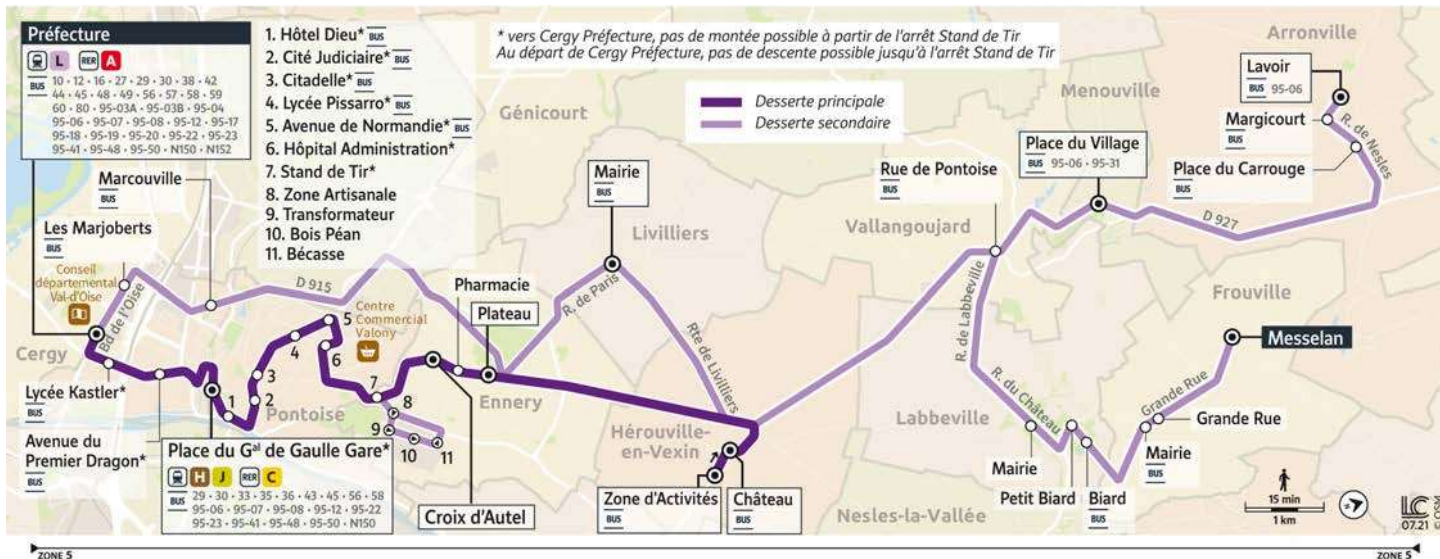 Préfecture
L RER A
BUS 10 • 12 • 16 • 27 • 29 • 30 • 38 • 42
44 • 45 • 48 • 49 • 56 • 57 • 58 • 59
60 • 80 • 95-03A • 95-03B • 95-04
95-06 • 95-07 • 95-08 • 95-12 • 95-17
95-18 • 95-19 • 95-20 • 95-22 • 95-23
95-41 • 95-48 • 95-50 • N150 • N152
1. Hôtel Dieu* BUS
2. Cité Judiciaire* BUS
3. Citadelle* BUS
4. Lycée Pissarro* BUS
5. Avenue de Normandie* BUS
6. Hôpital Administration*
7. Stand de Tir*
8. Zone Artisanale
9. Transformateur
10. Bois Péan
11. Bécasse
* vers Cergy Préfecture, pas de montée possible à partir de l'arrêt Stand de Tir
Au départ de Cergy Préfecture, pas de descente possible jusqu'à l'arrêt Stand de Tir
Desserte principale
Desserte secondaire
Arronville
Lavoir
BUS 95-06
Margicourt
BUS
R. de Nesles
Place du Carrouge
BUS
Menouville
Génicourt
Place du Village
BUS 95-06 • 95-31
Rue de Pontoise
BUS
Mairie
BUS
Marcouville
BUS
Les Marjoberts
BUS
Livilliers
Vallangoujard
D 927
Conseil
départemental
Val-d'Oise
Bd de l'Oise
D 915
Centre
Commercial
Valony
Pharmacie
Plateau
R. de Paris
Rte de Livilliers
R. de Labbeville
Frouville
Messelan
Cergy
5
4
6
3
7
8
2
1
9
10
11
Pontoise
Ennery
Lycée Kastler*
BUS
Avenue du
Premier Dragon*
BUS
Place du Gal de Gaulle Gare*
H J RER C
BUS 29 • 30 • 33 • 35 • 36 • 43 • 45 • 56 • 58
95-06 • 95-07 • 95-08 • 95-12 • 95-22
95-23 • 95-41 • 95-48 • 95-50 • N150
Croix d'Autel
Hérouville-
en-Vexin
Zone d'Activités
BUS
Château
BUS
Labbeville
R. du Château
Grande Rue
Grande Rue
Mairie
Petit Biard
Biard
BUS
Mairie
BUS
Nesles-la-Vallée
15 min
1 km
LC
07.21
© OSM
ZONE 5
ZONE 5